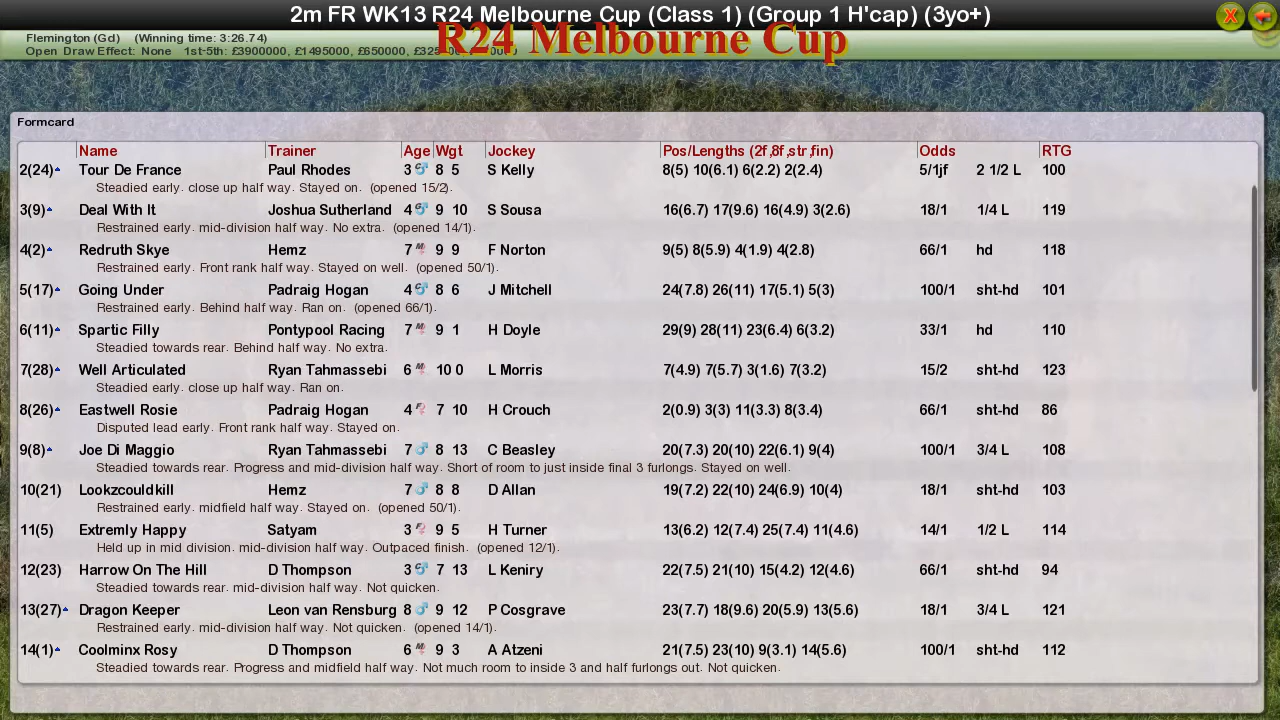 2m FR WK13 R24 Melbourne Cup (Class 1) (Group 1 H'cap) (3yo+)
R24 Melbourne Cup
Flemington (Gd) (Winning time: 3:26.74)
Open Draw Effect: None 1st-5th: £3900000, £1495000, £650000,
Formcard
Name Trainer Age Wgt Jockey Pos/Lengths (2f,8f,str,fin) Odds RTG
2(24) Tour De France Paul Rhodes 3 8 5 S Kelly 8(5) 10(6.1) 6(2.2) 2(2.4) 5/1jf 2 1/2 L 100
Steadied early. close up half way. Stayed on. (opened 15/2).
3(9) Deal With It Joshua Sutherland 4 9 10 S Sousa 16(6.7) 17(9.6) 16(4.9) 3(2.6) 18/1 1/4 L 119
Restrained early. mid-division half way. No extra. (opened 14/1).
4(2) Redruth Skye Hemz 7 M 9 9 F Norton 9(5) 8(5.9) 4(1.9) 4(2.8) 66/1 hd 118
Restrained early. Front rank half way. Stayed on well. (opened 50/1).
5(17) Going Under Padraig Hogan 4 8 6 J Mitchell 24(7.8) 26(11) 17(5.1) 5(3) 100/1 sht-hd 101
Restrained early. Behind half way. Ran on. (opened 66/1).
6(11) Spartic Filly Pontypool Racing 7 M 9 1 H Doyle 29(9) 28(11) 23(6.4) 6(3.2) 33/1 hd 110
Steadied towards rear. Behind half way. No extra.
7(28) Well Articulated Ryan Tahmassebi 6 M 10 0 L Morris 7(4.9) 7(5.7) 3(1.6) 7(3.2) 15/2 sht-hd 123
Steadied early. close up half way. Ran on.
8(26) Eastwell Rosie Padraig Hogan 4 7 10 H Crouch 2(0.9) 3(3) 11(3.3) 8(3.4) 66/1 sht-hd 86
Disputed lead early. Front rank half way. Stayed on.
9(8) Joe Di Maggio Ryan Tahmassebi 7 8 13 C Beasley 20(7.3) 20(10) 22(6.1) 9(4) 100/1 3/4 L 108
Steadied towards rear. Progress and mid-division half way. Short of room to just inside final 3 furlongs. Stayed on well.
10(21) Lookzcouldkill Hemz 7 8 8 D Allan 19(7.2) 22(10) 24(6.9) 10(4) 18/1 sht-hd 103
Restrained early. midfield half way. Stayed on. (opened 50/1).
11(5) Extremly Happy Satyam 3 9 5 H Turner 13(6.2) 12(7.4) 25(7.4) 11(4.6) 14/1 1/2 L 114
Held up in mid division. mid-division half way. Outpaced finish. (opened 12/1).
12(23) Harrow On The Hill D Thompson 3 7 13 L Keniry 22(7.5) 21(10) 15(4.2) 12(4.6) 66/1 sht-hd 94
Steadied towards rear. mid-division half way. Not quicken.
13(27) Dragon Keeper Leon van Rensburg 8 9 12 P Cosgrave 23(7.7) 18(9.6) 20(5.9) 13(5.6) 18/1 3/4 L 121
Restrained early. mid-division half way. Not quicken. (opened 14/1).
14(1) Coolminx Rosy D Thompson 6 M 9 3 A Atzeni 21(7.5) 23(10) 9(3.1) 14(5.6) 100/1 sht-hd 112
Steadied towards rear. Progress and midfield half way. Not much room to inside 3 and half furlongs out. Not quicken.